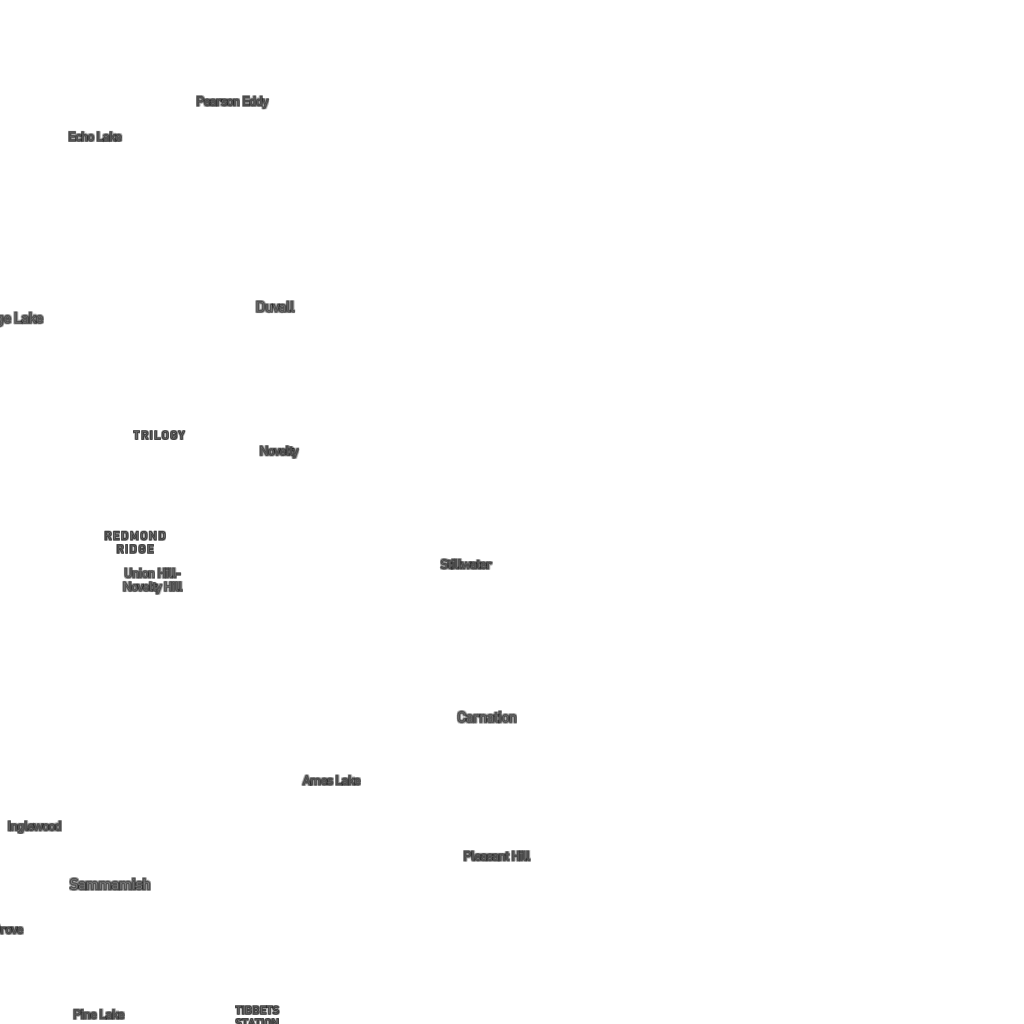 Pearson Eddy
Echo Lake
Duvall
ge Lake
TRILOGY
Novelty
REDMOND
RIDGE
Stillwater
Union Hill-
Novelty Hill
Carnation
Ames Lake
Inglewood
Pleasant Hill
Sammamish
rove
Pine Lake
TIBBETS
STATION